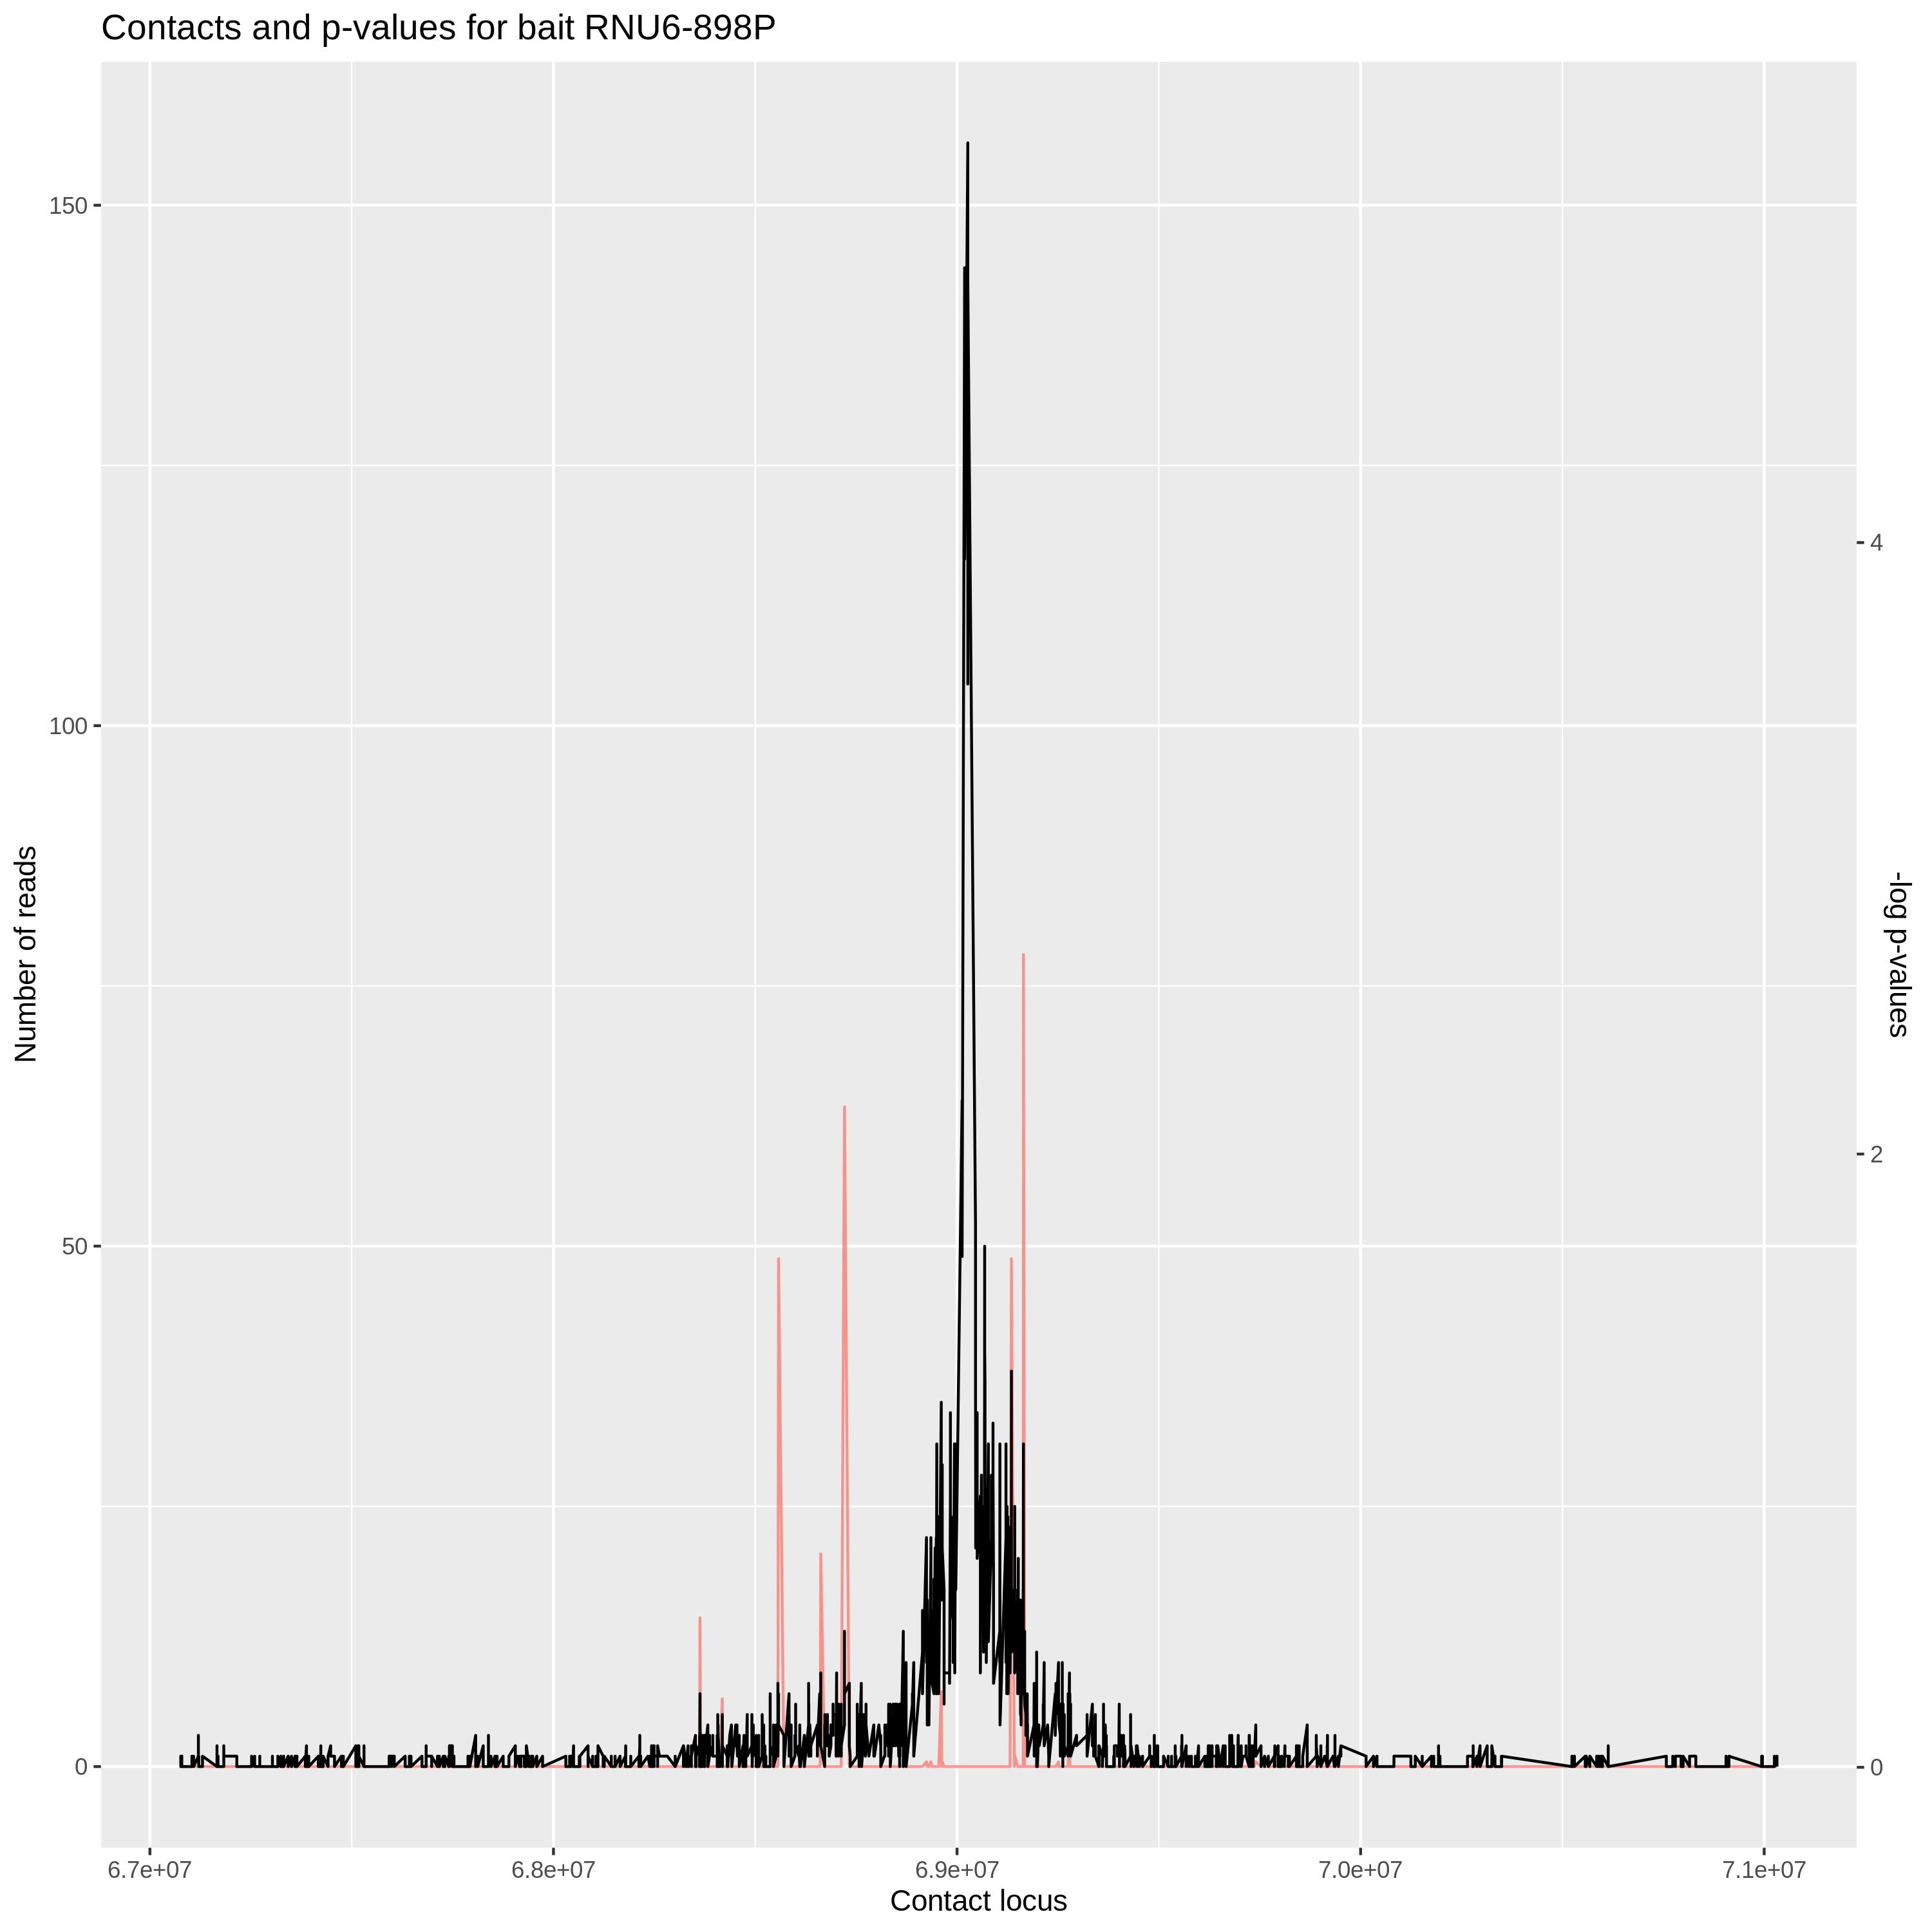 Contacts and p-values for bait RNU6-898P
150
100
50
0
Number of reads
4
2
0
-log p-values
6.7e+07
6.8e+07
6.9e+07
7.0e+07
7.1e+07
Contact locus